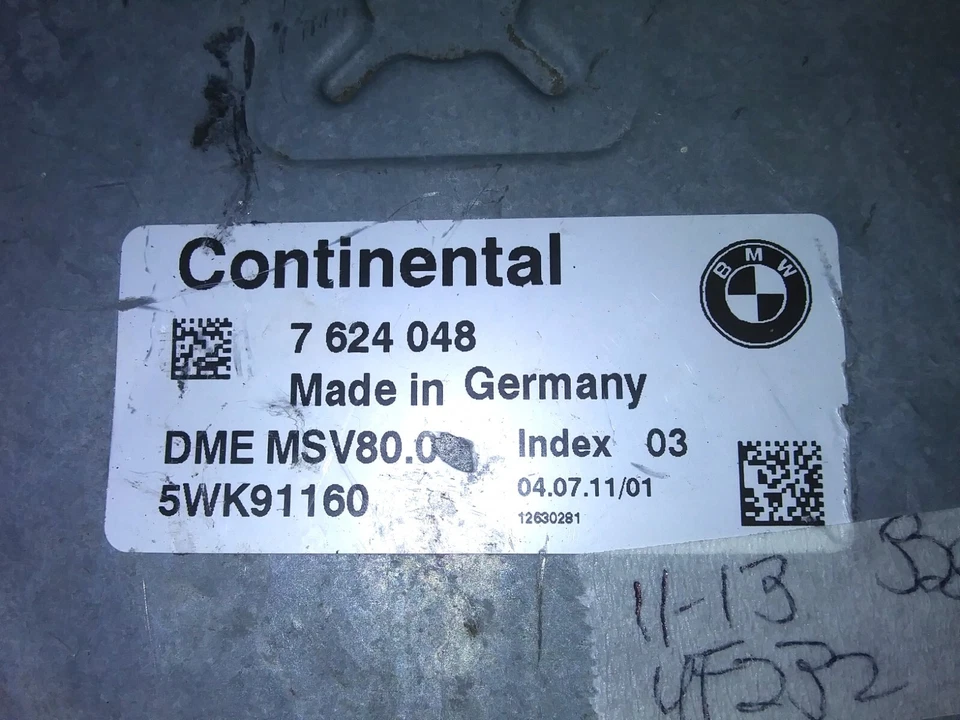 Continental
BMW
7 624 048
Made in Germany
DME MSV80.0
Index 03
5WK91160
04.07.11/01
12630281
11-13